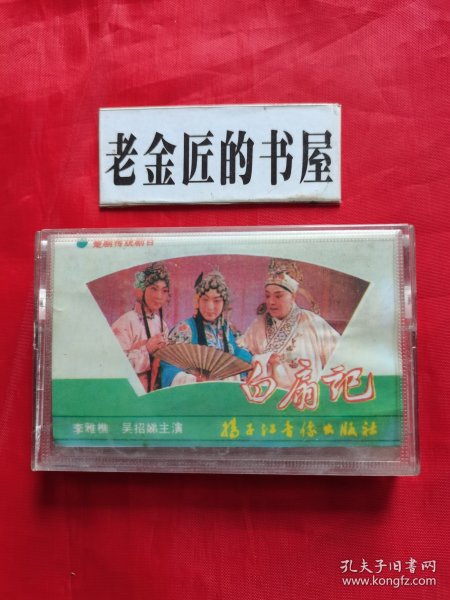 老金匠的书屋
楚剧传统剧目
白扇记
李雅樵 吴招娣主演
扬子江音像出版社
孔夫子旧书网
www.kongfz.com